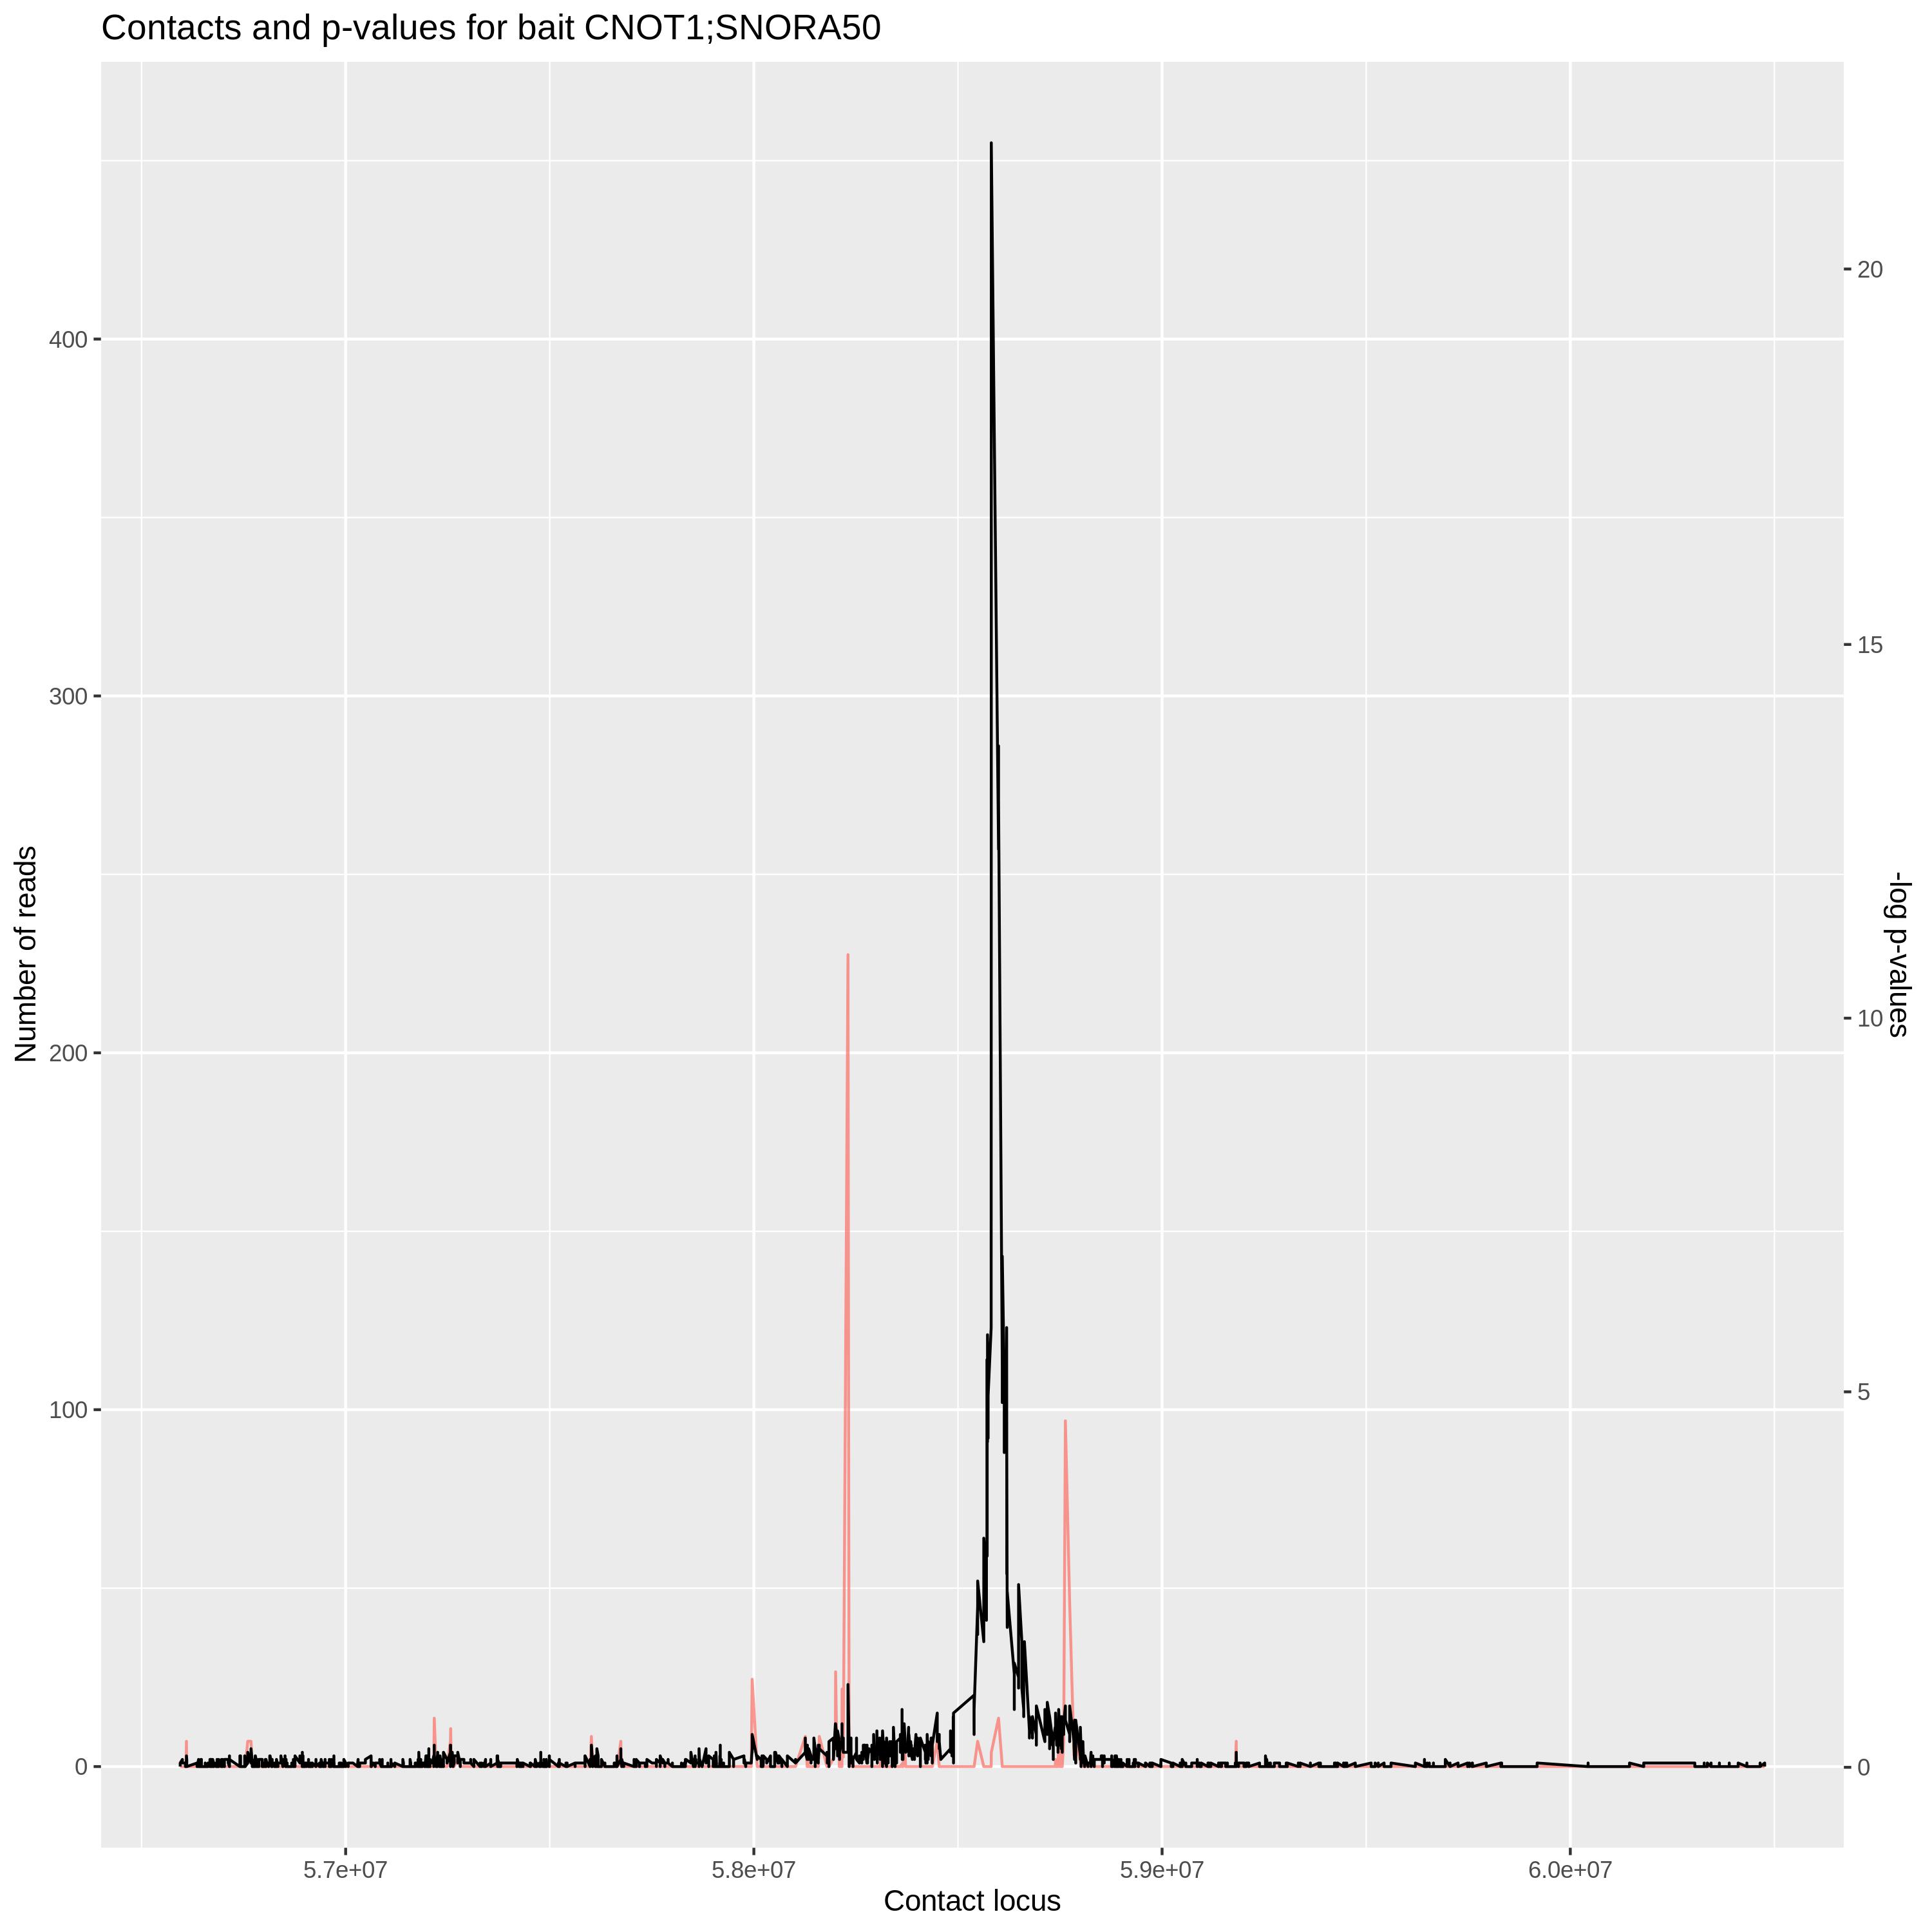 Contacts and p-values for bait CNOT1;SNORA50
Number of reads
400
300
200
100
0
20
15
10
5
0
-log p-values
5.7e+07
5.8e+07
5.9e+07
6.0e+07
Contact locus